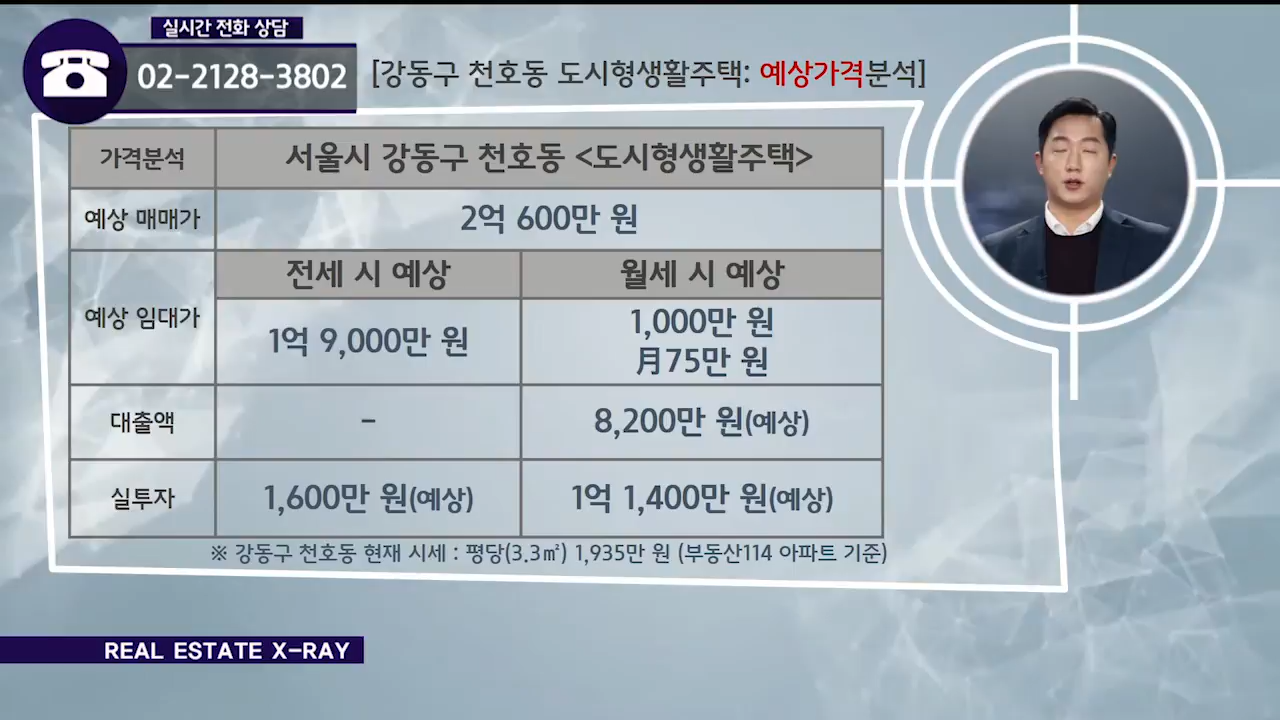 실시간 전화 상담
02-2128-3802
[강동구 천호동 도시형생활주택: 예상가격분석]
가격분석 서울시 강동구 천호동 <도시형생활주택>
예상 매매가 2억 600만 원
전세 시 예상 월세 시 예상
예상 임대가 1억 9,000만 원 1,000만 원
月75만 원
대출액 - 8,200만 원(예상)
실투자 1,600만 원(예상) 1억 1,400만 원(예상)
※ 강동구 천호동 현재 시세 : 평당(3.3㎡) 1,935만 원 (부동산114 아파트 기준)
REAL ESTATE X-RAY